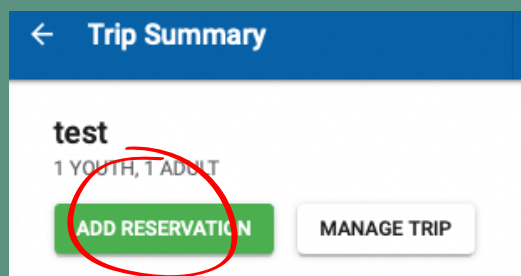 Trip Summary
test
1 YOUTH, 1 ADULT
ADD RESERVATION
MANAGE TRIP